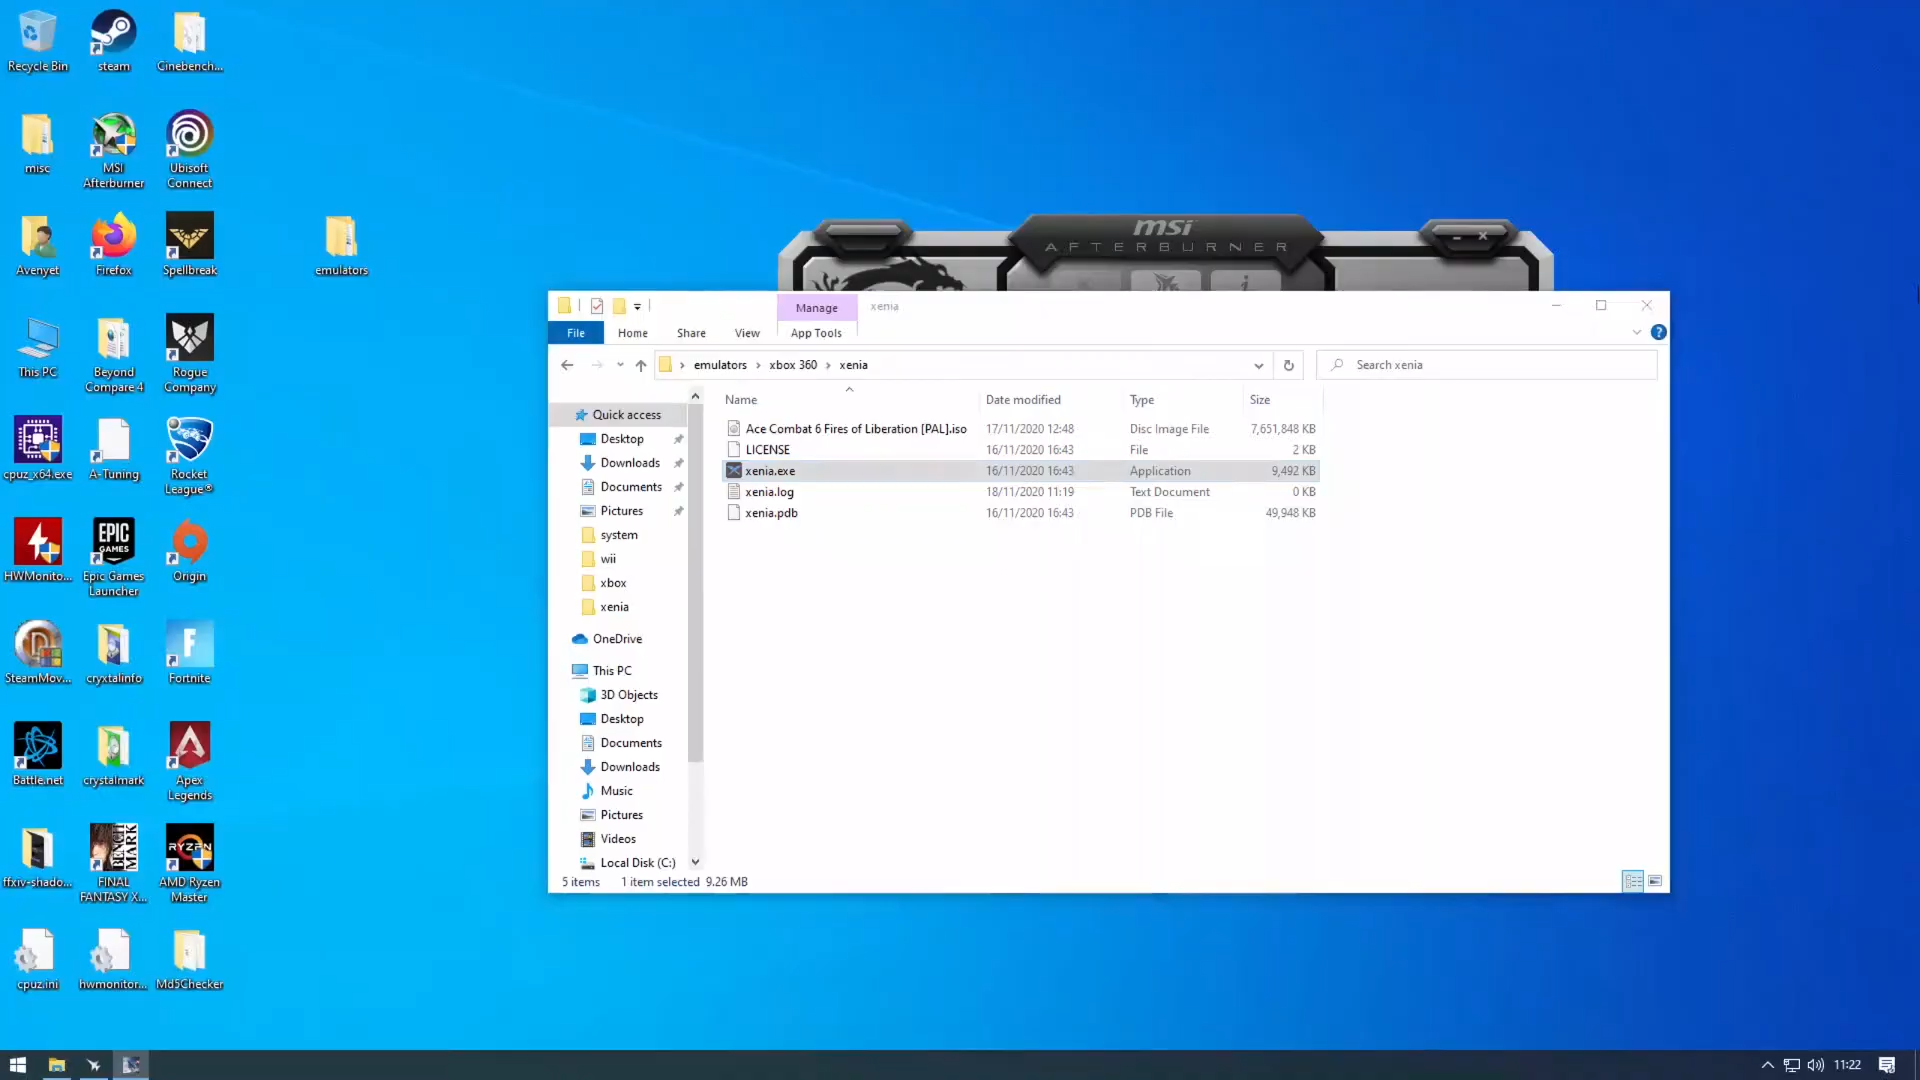 Recycle Bin
steam
Cinebench...
misc
MSI
Afterburner
Ubisoft
Connect
Avenyet
Firefox
Spellbreak
emulators
This PC
Beyond
Compare 4
Rogue
Company
cpuz_x64.exe
A-Tuning
Rocket
League®
HWMonito...
EPIC
GAMES
Epic Games
Launcher
Origin
SteamMov...
cryxtalinfo
Fortnite
Battle.net
crystalmark
Apex
Legends
ffxiv-shado...
BENCH
MARK
FINAL
FANTASY X...
RYZEN
AMD Ryzen
Master
cpuz.ini
hwmonitor...
Md5Checker
msi
AFTERBURNER
Manage
xenia
File
Home
Share
View
App Tools
emulators
xbox 360
xenia
Search xenia
Name
Date modified
Type
Size
Ace Combat 6 Fires of Liberation [PAL].iso 17/11/2020 12:48 Disc Image File 7,651,848 KB
LICENSE 16/11/2020 16:43 File 2 KB
xenia.exe 16/11/2020 16:43 Application 9,492 KB
xenia.log 18/11/2020 11:19 Text Document 0 KB
xenia.pdb 16/11/2020 16:43 PDB File 49,948 KB
Quick access
Desktop
Downloads
Documents
Pictures
system
wii
xbox
xenia
OneDrive
This PC
3D Objects
Desktop
Documents
Downloads
Music
Pictures
Videos
Local Disk (C:)
5 items
1 item selected 9.26 MB
11:22